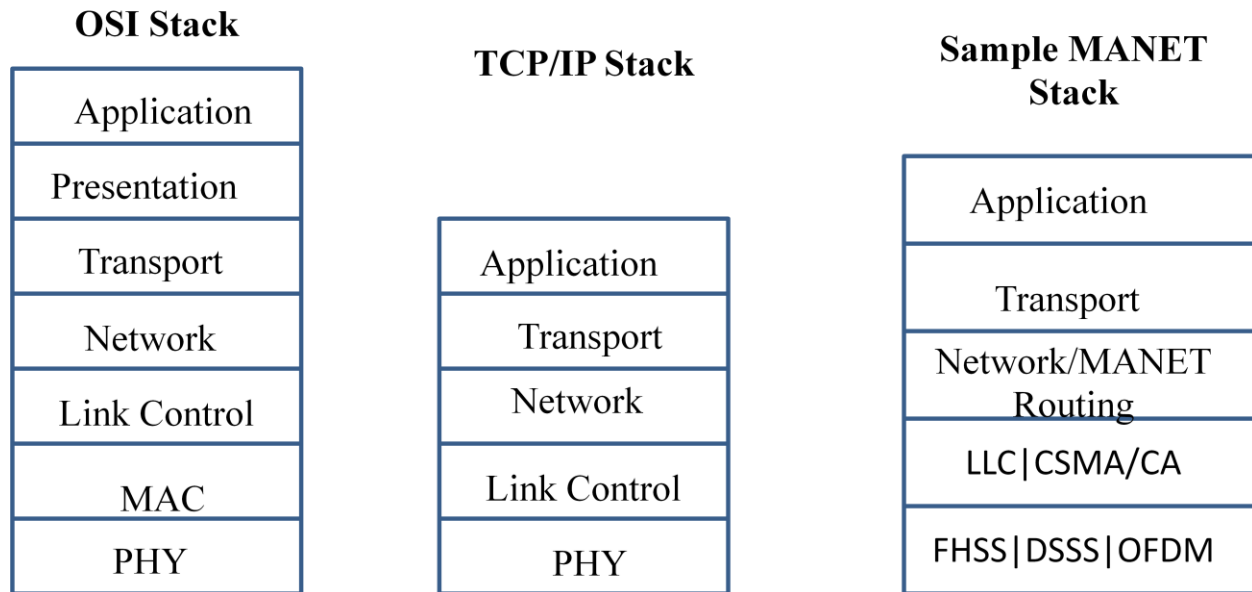 OSI Stack
Application
Presentation
Transport
Network
Link Control
MAC
PHY
TCP/IP Stack
Application
Transport
Network
Link Control
PHY
Sample MANET
Stack
Application
Transport
Network/MANET
Routing
LLC|CSMA/CA
FHSS|DSSS|OFDM